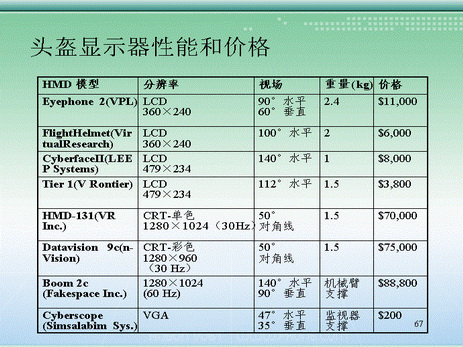 头盔显示器性能和价格
HMD 模型 分辨率 视场 重量(kg) 价格
Eyephone 2(VPL) LCD 90° 水平 2.4 $11,000
360×240 60° 垂直
FlightHelmet(Vir LCD 100° 水平 2 $6,000
tualResearch) 360×240
CyberfaceII(LEE LCD 140° 水平 1 $8,000
P Systems) 479×234
Tier 1(V Rontier) LCD 112° 水平 1.5 $3,800
479×234
HMD-131(VR CRT-单色 50° 1.5 $70,000
Inc.) 1280×1024（30Hz） 对角线
Datavision 9c(n- CRT-彩色 50° 1.5 $75,000
Vision) 1280×960 对角线
（30 Hz）
Boom 2c 1280×1024 140° 水平 机械臂 $88,800
(Fakespace Inc.) (60 Hz) 90° 垂直 支撑
Cyberscope VGA 47° 水平 监视器 $200
(Simsalabim Sys.) 35° 垂直 支撑
67